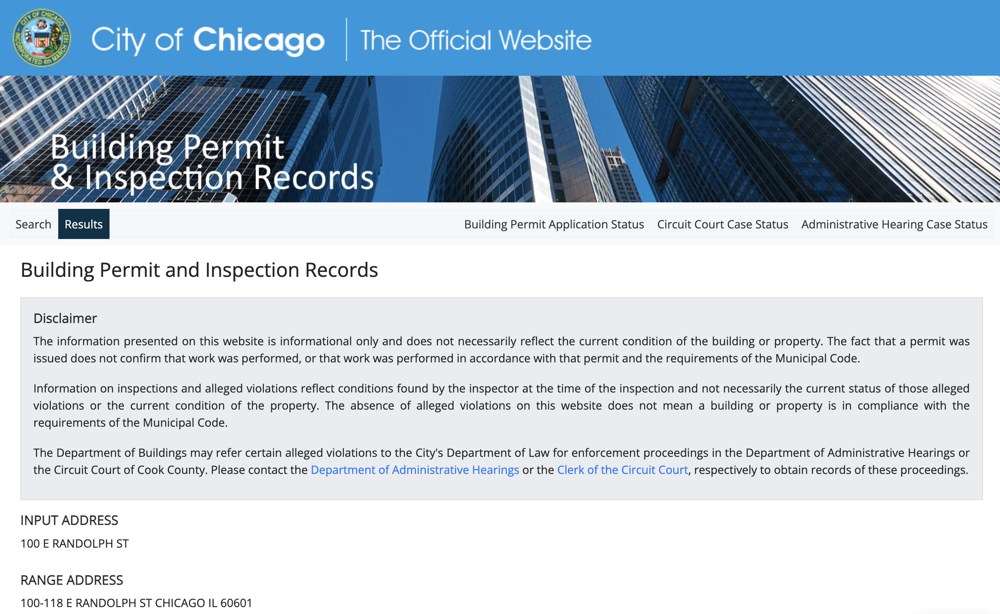 CITY OF CHICAGO
INCORPORATED 4th MARCH 1837
City of Chicago
The Official Website
Building Permit
& Inspection Records
Search
Results
Building Permit Application Status
Circuit Court Case Status
Administrative Hearing Case Status
Building Permit and Inspection Records
Disclaimer
The information presented on this website is informational only and does not necessarily reflect the current condition of the building or property. The fact that a permit was
issued does not confirm that work was performed, or that work was performed in accordance with that permit and the requirements of the Municipal Code.
Information on inspections and alleged violations reflect conditions found by the inspector at the time of the inspection and not necessarily the current status of those alleged
violations or the current condition of the property. The absence of alleged violations on this website does not mean a building or property is in compliance with the
requirements of the Municipal Code.
The Department of Buildings may refer certain alleged violations to the City's Department of Law for enforcement proceedings in the Department of Administrative Hearings or
the Circuit Court of Cook County. Please contact the Department of Administrative Hearings or the Clerk of the Circuit Court, respectively to obtain records of these proceedings.
INPUT ADDRESS
100 E RANDOLPH ST
RANGE ADDRESS
100-118 E RANDOLPH ST CHICAGO IL 60601